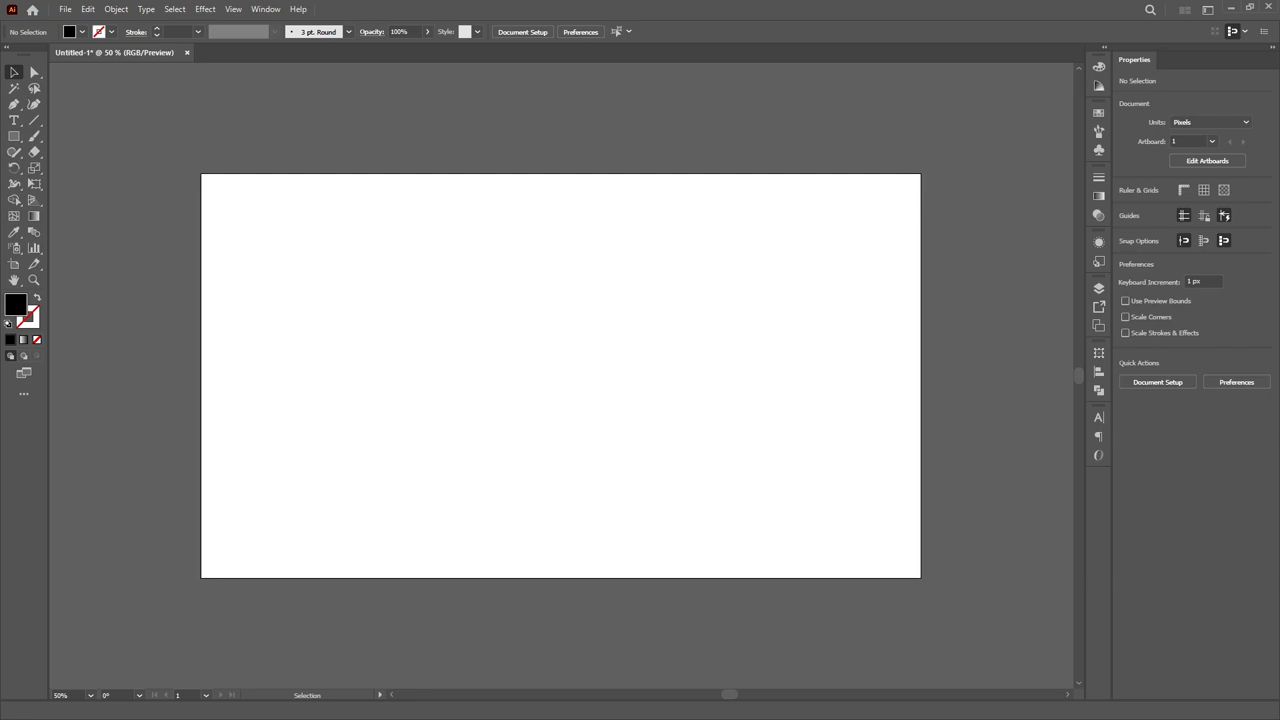 Ai File Edit Object Type Select Effect View Window Help
No Selection Stroke: 3 pt. Round Opacity: 100% Style: Document Setup Preferences
Untitled-1* @ 50 % (RGB/Preview) ×
Properties
No Selection
Document
Units: Pixels
Artboard: 1
Edit Artboards
Ruler & Grids
Guides
Snap Options
Preferences
Keyboard Increment: 1 px
Use Preview Bounds
Scale Corners
Scale Strokes & Effects
Quick Actions
Document Setup Preferences
50% 0° 1 Selection